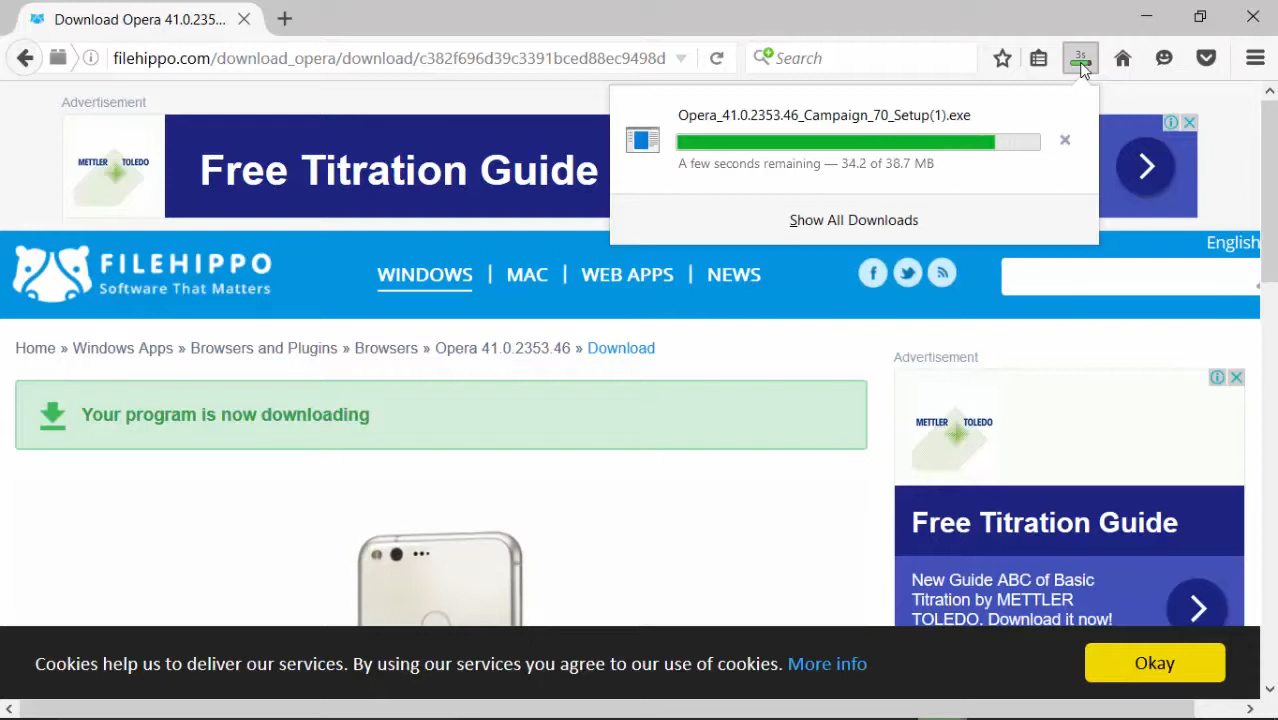 Download Opera 41.0.2353...
filehippo.com/download_opera/download/c382f696d39c3391bced88ec9498d
Search
3s
Advertisement
METTLER TOLEDO
Free Titration Guide
Opera_41.0.2353.46_Campaign_70_Setup(1).exe
A few seconds remaining — 34.2 of 38.7 MB
Show All Downloads
English
FILEHIPPO
Software That Matters
WINDOWS | MAC | WEB APPS | NEWS
Home » Windows Apps » Browsers and Plugins » Browsers » Opera 41.0.2353.46 » Download
Your program is now downloading
Advertisement
METTLER TOLEDO
Free Titration Guide
New Guide ABC of Basic
Titration by METTLER
TOLEDO. Download it now!
Cookies help us to deliver our services. By using our services you agree to our use of cookies. More info
Okay